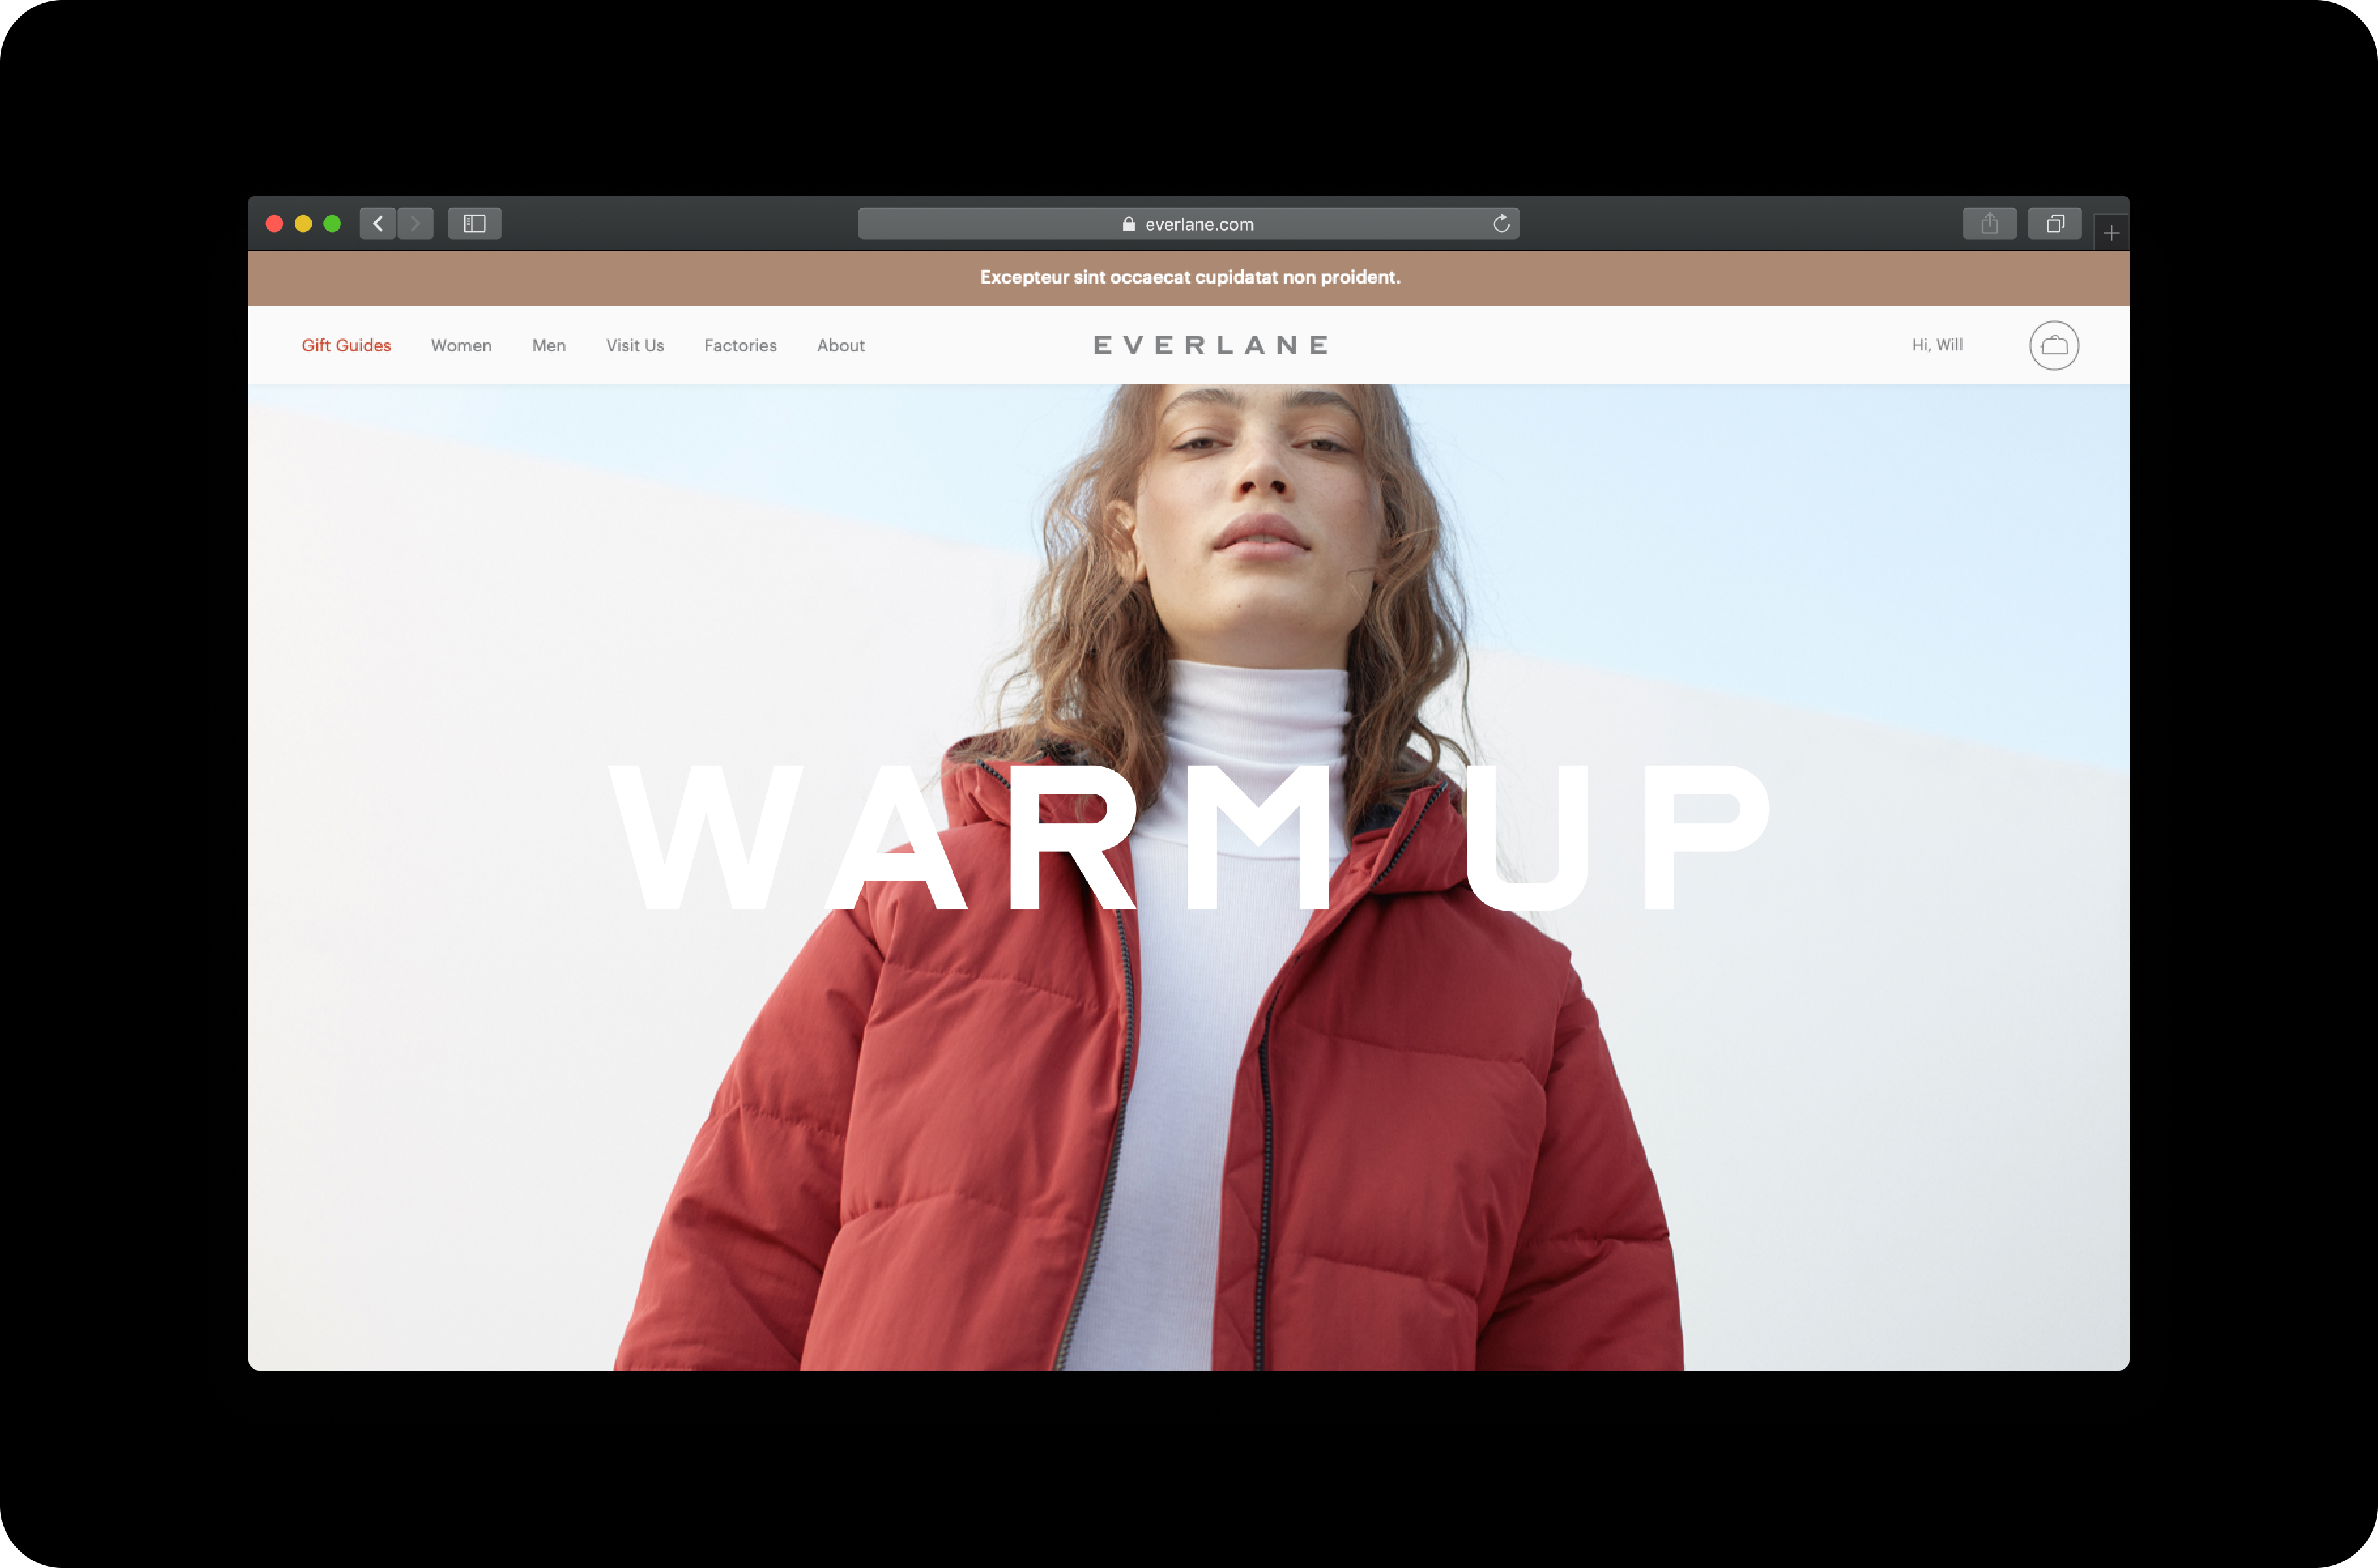 everlane.com
Excepteur sint occaecat cupidatat non proident.
Gift Guides Women Men Visit Us Factories About EVERLANE Hi, Will
WARM UP